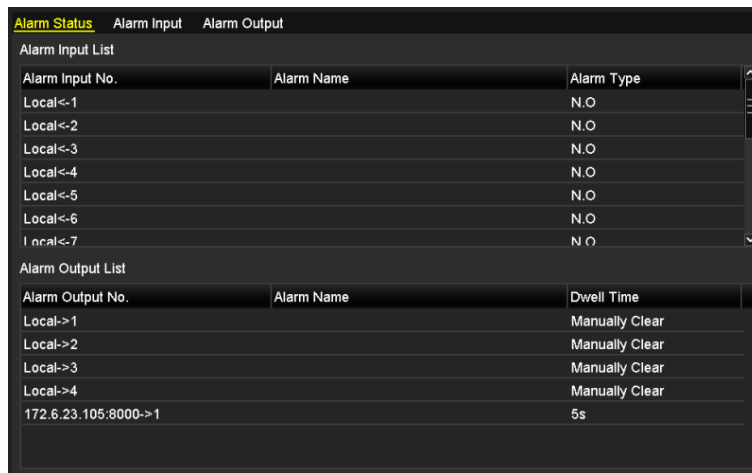 Alarm Status Alarm Input Alarm Output
Alarm Input List
Alarm Input No. Alarm Name Alarm Type
Local<-1 N.O
Local<-2 N.O
Local<-3 N.O
Local<-4 N.O
Local<-5 N.O
Local<-6 N.O
Local<-7 N.O
Alarm Output List
Alarm Output No. Alarm Name Dwell Time
Local->1 Manually Clear
Local->2 Manually Clear
Local->3 Manually Clear
Local->4 Manually Clear
172.6.23.105:8000->1 5s